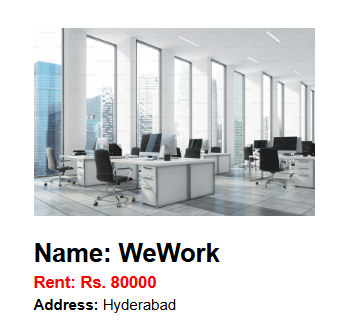 Name: WeWork
Rent: Rs. 80000
Address: Hyderabad